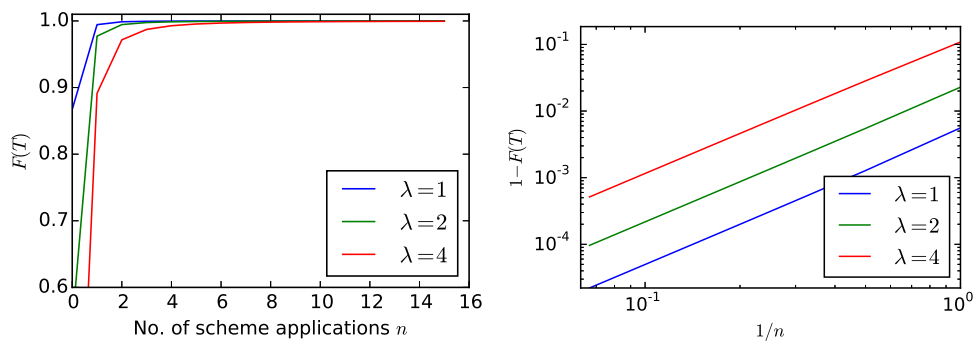 F(T)
1.0
0.9
0.8
0.7
0.6
0 2 4 6 8 10 12 14 16
No. of scheme applications n
λ=1
λ=2
λ=4
1−F(T)
10⁻¹
10⁻²
10⁻³
10⁻⁴
10⁻¹ 10⁰
1/n
λ=1
λ=2
λ=4